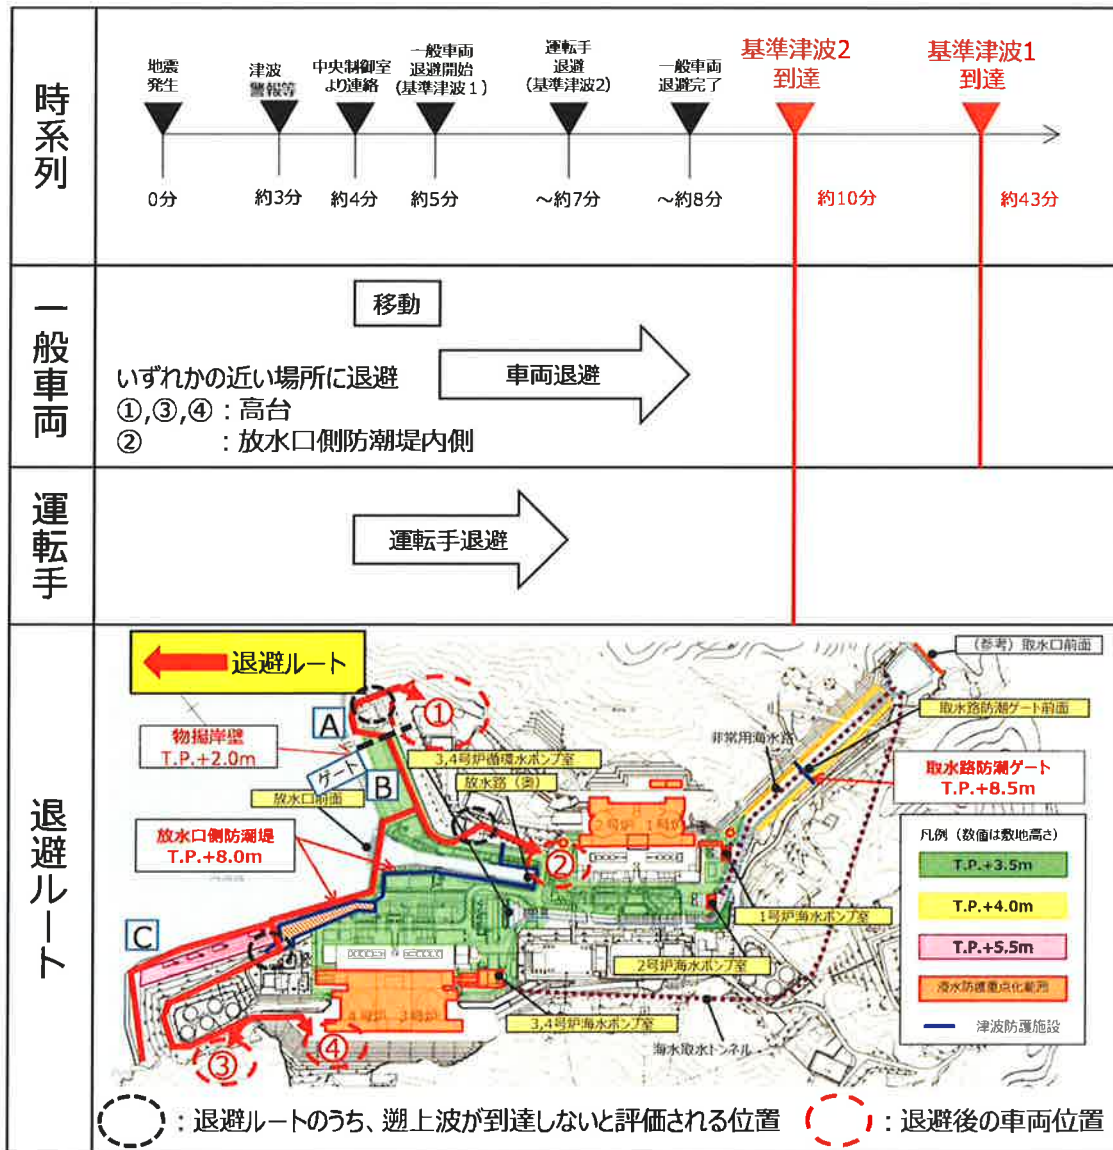 時系列
地震
発生
津波
警報等
中央制御室
より連絡
一般車両
退避開始
(基準津波1)
運転手
退避
(基準津波2)
一般車両
退避完了
基準津波2
到達
基準津波1
到達
0分
約3分
約4分
約5分
～約7分
～約8分
約10分
約43分
一般車両
移動
車両退避
いずれかの近い場所に退避
①,③,④：高台
②　　　：放水口側防潮堤内側
運転手
運転手退避
退避ルート
退避ルート
(参考) 取水口前面
A
①
物揚岸壁
T.P.+2.0m
ゲート
B
取水路防潮ゲート前面
非常用海水路
3,4号炉循環水ポンプ室
放水路（奥）
取水路防潮ゲート
T.P.+8.5m
放水口前面
2号炉 1号炉
放水口側防潮堤
T.P.+8.0m
②
凡例（数値は敷地高さ）
T.P.+3.5m
T.P.+4.0m
T.P.+5.5m
浸水防護重点化範囲
津波防護施設
C
1号炉海水ポンプ室
2号炉海水ポンプ室
4号炉 3号炉
3,4号炉海水ポンプ室
海水取水トンネル
③
④
：退避ルートのうち、遡上波が到達しないと評価される位置
：退避後の車両位置